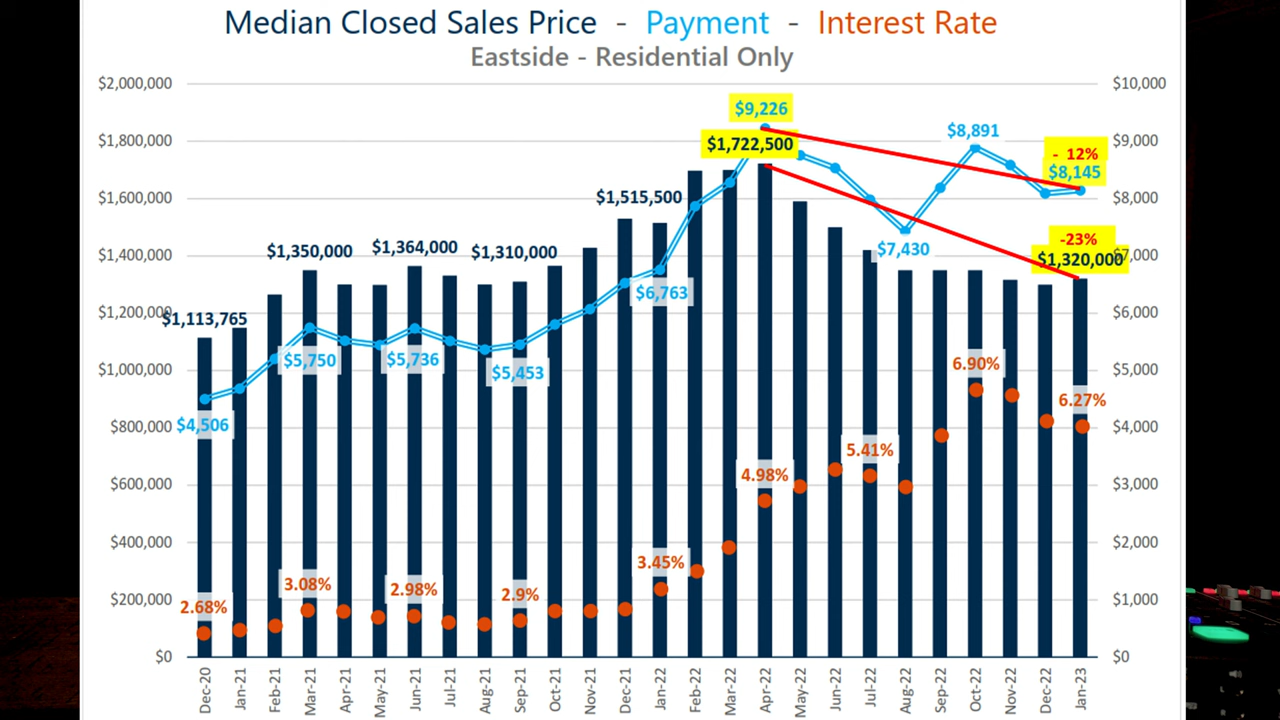 Median Closed Sales Price - Payment - Interest Rate
Eastside - Residential Only
$2,000,000
$1,800,000
$1,600,000
$1,400,000
$1,200,000
$1,000,000
$800,000
$600,000
$400,000
$200,000
$0
$10,000
$9,000
$8,000
$7,000
$6,000
$5,000
$4,000
$3,000
$2,000
$1,000
$0
$1,113,765
$1,350,000
$1,364,000
$1,310,000
$1,515,500
$1,722,500
-23%
$1,320,000
$4,506
$5,750
$5,736
$5,453
$6,763
$9,226
$7,430
$8,891
- 12%
$8,145
2.68%
3.08%
2.98%
2.9%
3.45%
4.98%
5.41%
6.90%
6.27%
Dec-20
Jan-21
Feb-21
Mar-21
Apr-21
May-21
Jun-21
Jul-21
Aug-21
Sep-21
Oct-21
Nov-21
Dec-21
Jan-22
Feb-22
Mar-22
Apr-22
May-22
Jun-22
Jul-22
Aug-22
Sep-22
Oct-22
Nov-22
Dec-22
Jan-23